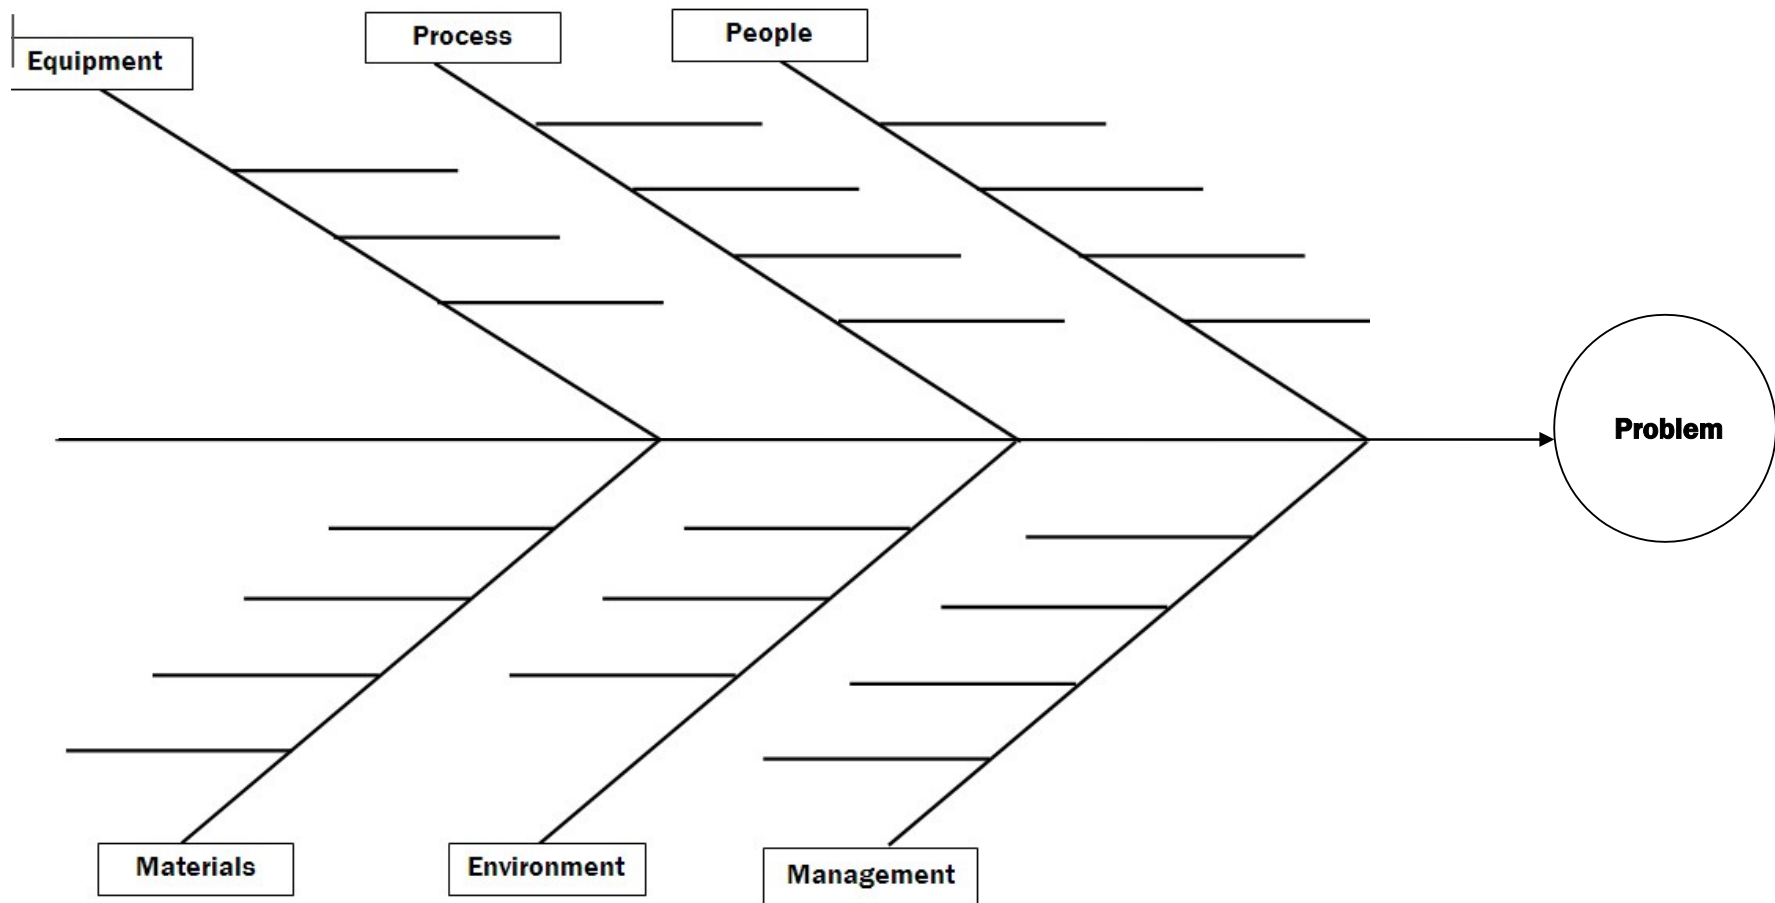 Equipment
Process
People
Problem
Materials
Environment
Management